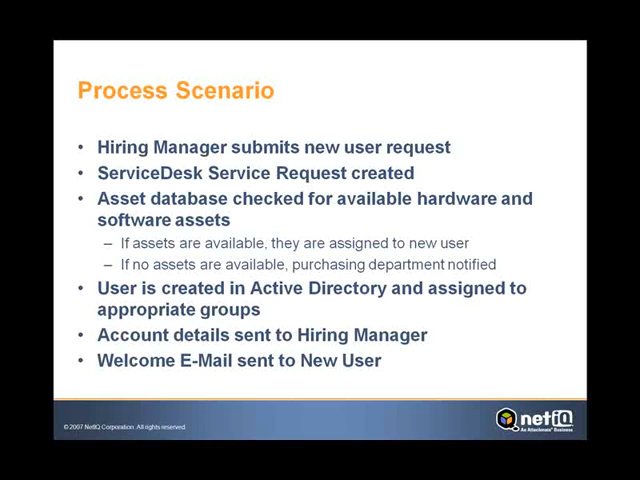 Process Scenario
• Hiring Manager submits new user request
• ServiceDesk Service Request created
• Asset database checked for available hardware and
software assets
– If assets are available, they are assigned to new user
– If no assets are available, purchasing department notified
• User is created in Active Directory and assigned to
appropriate groups
• Account details sent to Hiring Manager
• Welcome E-Mail sent to New User
© 2007 NetIQ Corporation. All rights reserved
netIQ
An Attachmate Business